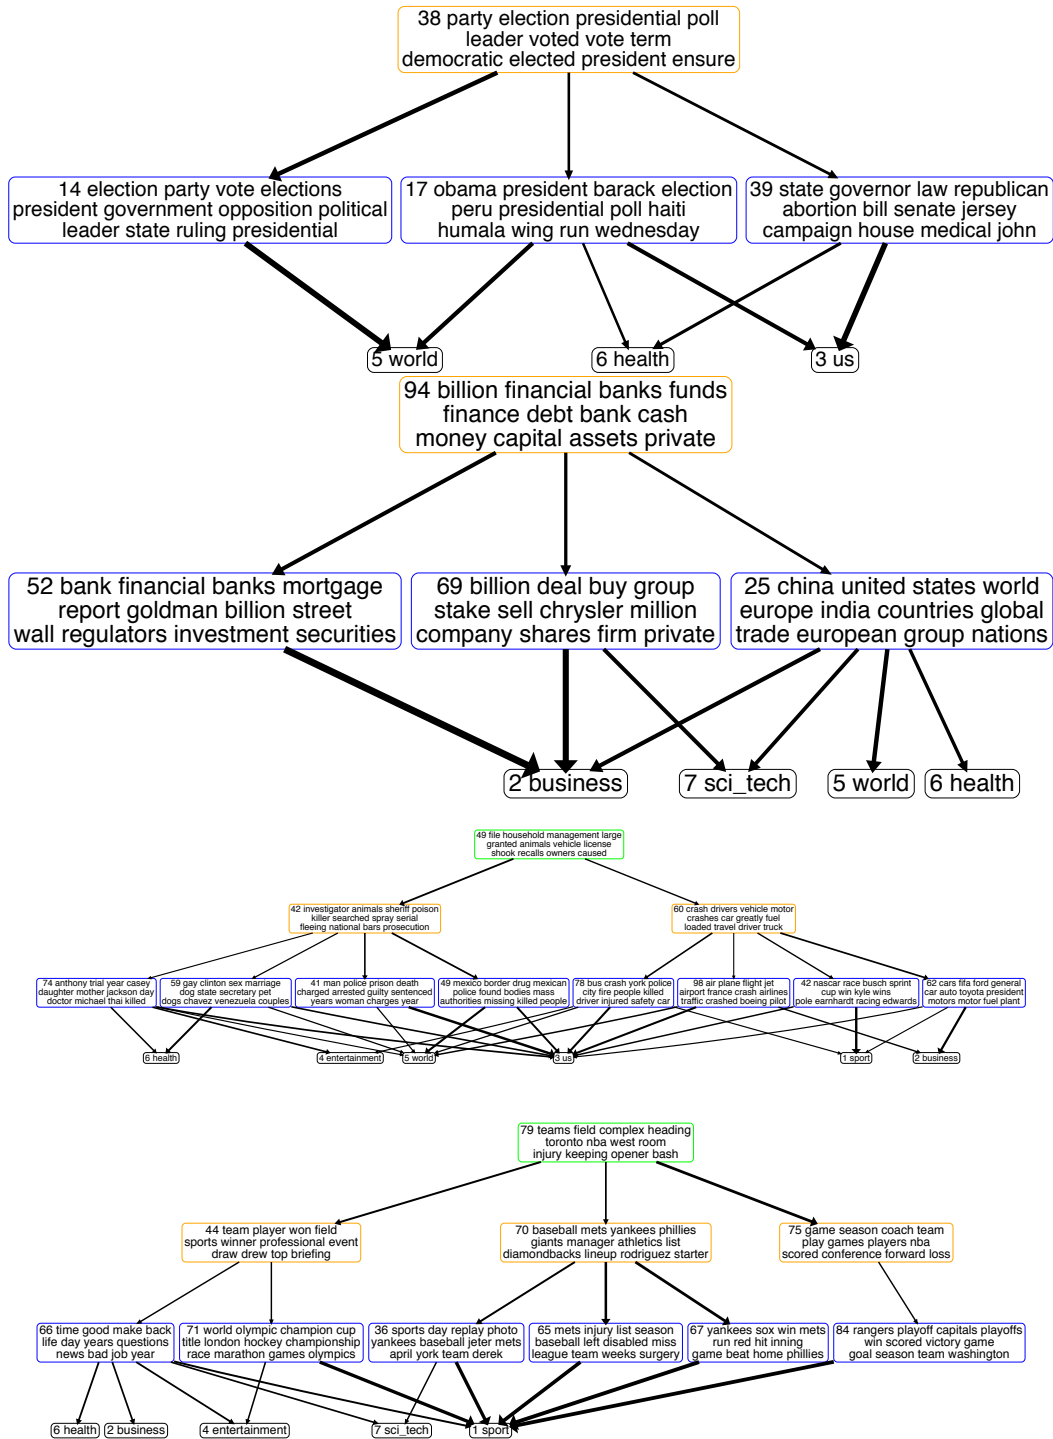 38 party election presidential poll
leader voted vote term
democratic elected president ensure
14 election party vote elections
president government opposition political
leader state ruling presidential
17 obama president barack election
peru presidential poll haiti
humala wing run wednesday
39 state governor law republican
abortion bill senate jersey
campaign house medical john
5 world
6 health
3 us
94 billion financial banks funds
finance debt bank cash
money capital assets private
52 bank financial banks mortgage
report goldman billion street
wall regulators investment securities
69 billion deal buy group
stake sell chrysler million
company shares firm private
25 china united states world
europe india countries global
trade european group nations
2 business
7 sci_tech
5 world
6 health
49 file household management large
granted animals vehicle license
shook recalls owners caused
42 investigator animals sheriff poison
killer searched spray serial
fleeing national bars prosecution
60 crash drivers vehicle motor
crashes car greatly fuel
loaded travel driver truck
74 anthony trial year casey
daughter mother jackson day
doctor michael thai killed
59 gay clinton sex marriage
dog state secretary pet
dogs chavez venezuela couples
41 man police prison death
charged arrested guilty sentenced
years woman charges year
49 mexico border drug mexican
police found bodies mass
authorities missing killed people
78 bus crash york police
city fire people killed
driver injured safety car
98 air plane flight jet
airport france crash airlines
traffic crashed boeing pilot
42 nascar race busch sprint
cup win kyle wins
pole earnhardt racing edwards
62 cars fifa ford general
car auto toyota president
motors motor fuel plant
6 health
4 entertainment
5 world
3 us
1 sport
2 business
79 teams field complex heading
toronto nba west room
injury keeping opener bash
44 team player won field
sports winner professional event
draw drew top briefing
70 baseball mets yankees phillies
giants manager athletics list
diamondbacks lineup rodriguez starter
75 game season coach team
play games players nba
scored conference forward loss
66 time good make back
life day years questions
news bad job year
71 world olympic champion cup
title london hockey championship
race marathon games olympics
36 sports day replay photo
yankees baseball jeter mets
april york team derek
65 mets injury list season
baseball left disabled miss
league team weeks surgery
67 yankees sox win mets
run red hit inning
game beat home phillies
84 rangers playoff capitals playoffs
win scored victory game
goal season team washington
6 health
2 business
4 entertainment
7 sci_tech
1 sport